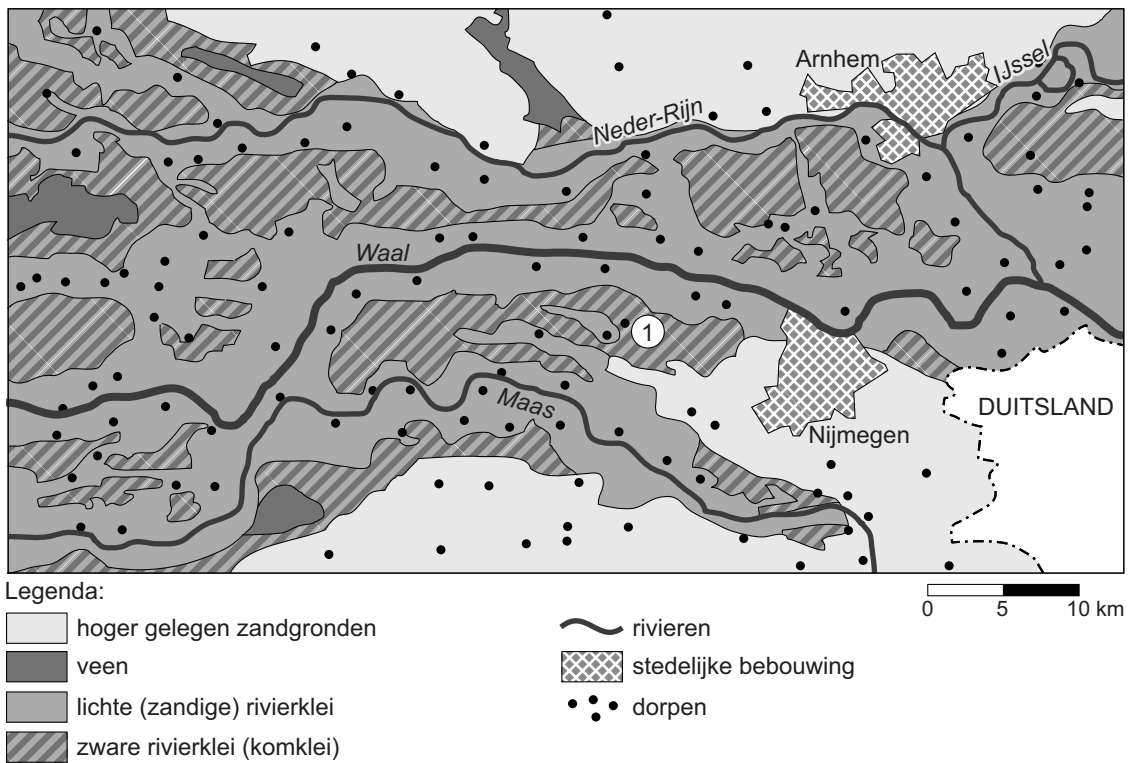 Arnhem
IJssel
Neder-Rijn
Waal
1
Maas
DUITSLAND
Nijmegen
Legenda:
0 5 10 km
hoger gelegen zandgronden
rivieren
veen
stedelijke bebouwing
lichte (zandige) rivierklei
dorpen
zware rivierklei (komklei)